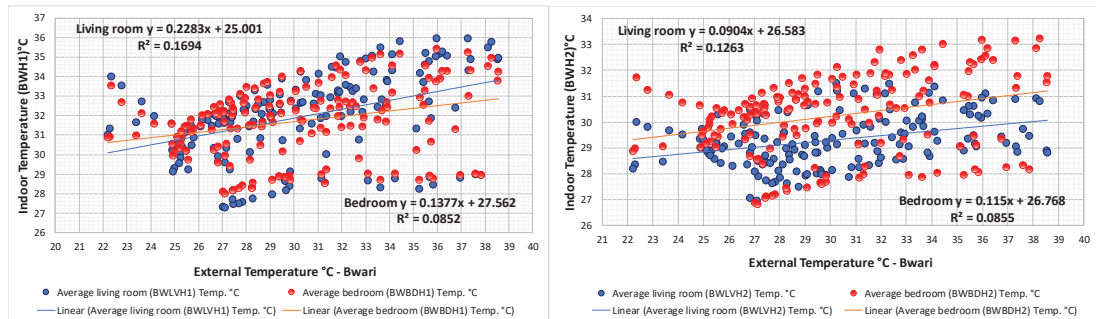 Living room y = 0.2283x + 25.001
R² = 0.1694
Bedroom y = 0.1377x + 27.562
R² = 0.0852
Indoor Temperature (BWH1)°C
36
35
34
33
32
31
30
29
28
27
26
20 21 22 23 24 25 26 27 28 29 30 31 32 33 34 35 36 37 38 39 40
External Temperature °C - Bwari
Average living room (BWLVH1) Temp. °C
Average bedroom (BWBDH1) Temp. °C
Linear (Average living room (BWLVH1) Temp. °C)
Linear (Average bedroom (BWBDH1) Temp. °C)
Living room y = 0.0904x + 26.583
R² = 0.1263
Bedroom y = 0.115x + 26.768
R² = 0.0855
Indoor Temperature (BWH2)°C
34
33
32
31
30
29
28
27
26
21 22 23 24 25 26 27 28 29 30 31 32 33 34 35 36 37 38 39 40
External Temperature °C - Bwari
Average living room (BWLVH2) Temp. °C
Average bedroom (BWBDH2) Temp. °C
Linear (Average living room (BWLVH2) Temp. °C)
Linear (Average bedroom (BWBDH2) Temp. °C)